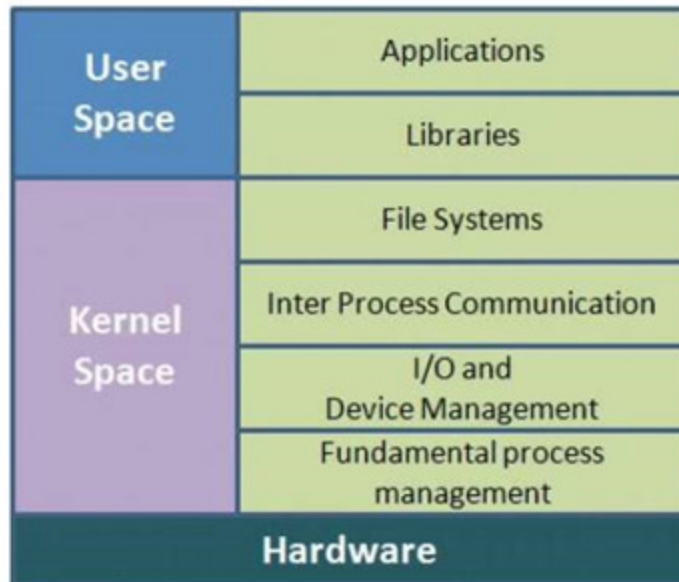 User
Space
Applications
Libraries
Kernel
Space
File Systems
Inter Process Communication
I/O and
Device Management
Fundamental process
management
Hardware